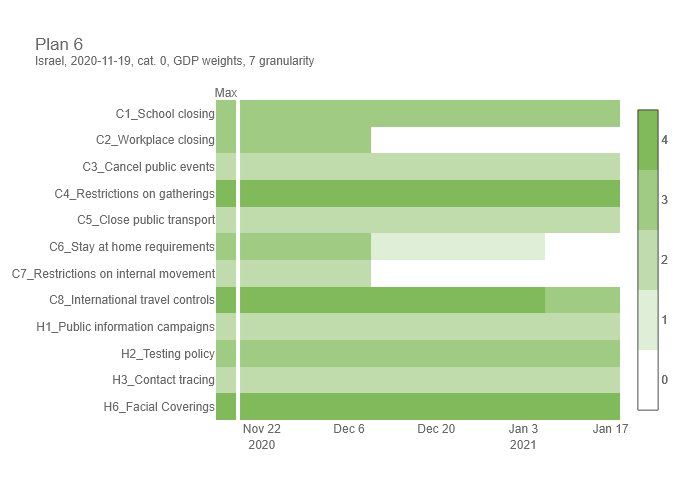 Plan 6
Israel, 2020-11-19, cat. 0, GDP weights, 7 granularity
Max
C1_School closing
C2_Workplace closing
C3_Cancel public events
C4_Restrictions on gatherings
C5_Close public transport
C6_Stay at home requirements
C7_Restrictions on internal movement
C8_International travel controls
H1_Public information campaigns
H2_Testing policy
H3_Contact tracing
H6_Facial Coverings
Nov 22 Dec 6 Dec 20 Jan 3 Jan 17
2020 2021
4
3
2
1
0